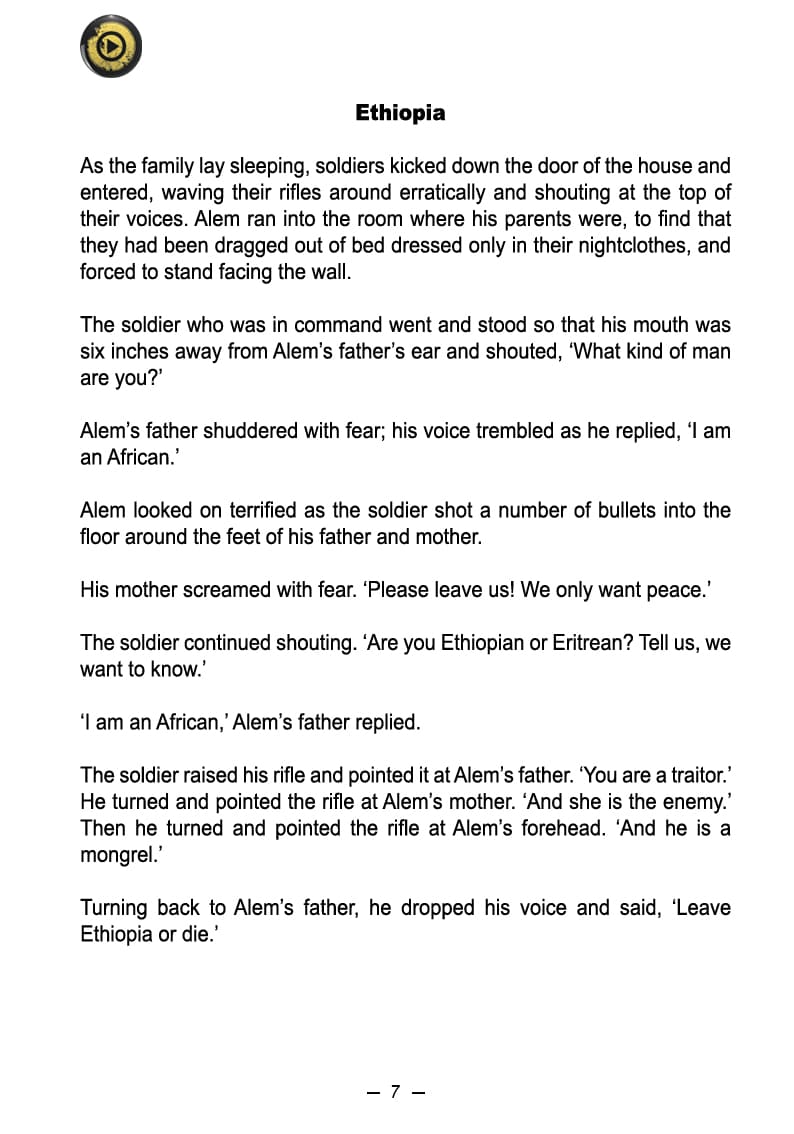 Ethiopia
As the family lay sleeping, soldiers kicked down the door of the house and
entered, waving their rifles around erratically and shouting at the top of
their voices. Alem ran into the room where his parents were, to find that
they had been dragged out of bed dressed only in their nightclothes, and
forced to stand facing the wall.
The soldier who was in command went and stood so that his mouth was
six inches away from Alem’s father’s ear and shouted, ‘What kind of man
are you?’
Alem’s father shuddered with fear; his voice trembled as he replied, ‘I am
an African.’
Alem looked on terrified as the soldier shot a number of bullets into the
floor around the feet of his father and mother.
His mother screamed with fear. ‘Please leave us! We only want peace.’
The soldier continued shouting. ‘Are you Ethiopian or Eritrean? Tell us, we
want to know.’
‘I am an African,’ Alem’s father replied.
The soldier raised his rifle and pointed it at Alem’s father. ‘You are a traitor.’
He turned and pointed the rifle at Alem’s mother. ‘And she is the enemy.’
Then he turned and pointed the rifle at Alem’s forehead. ‘And he is a
mongrel.’
Turning back to Alem’s father, he dropped his voice and said, ‘Leave
Ethiopia or die.’
– 7 –